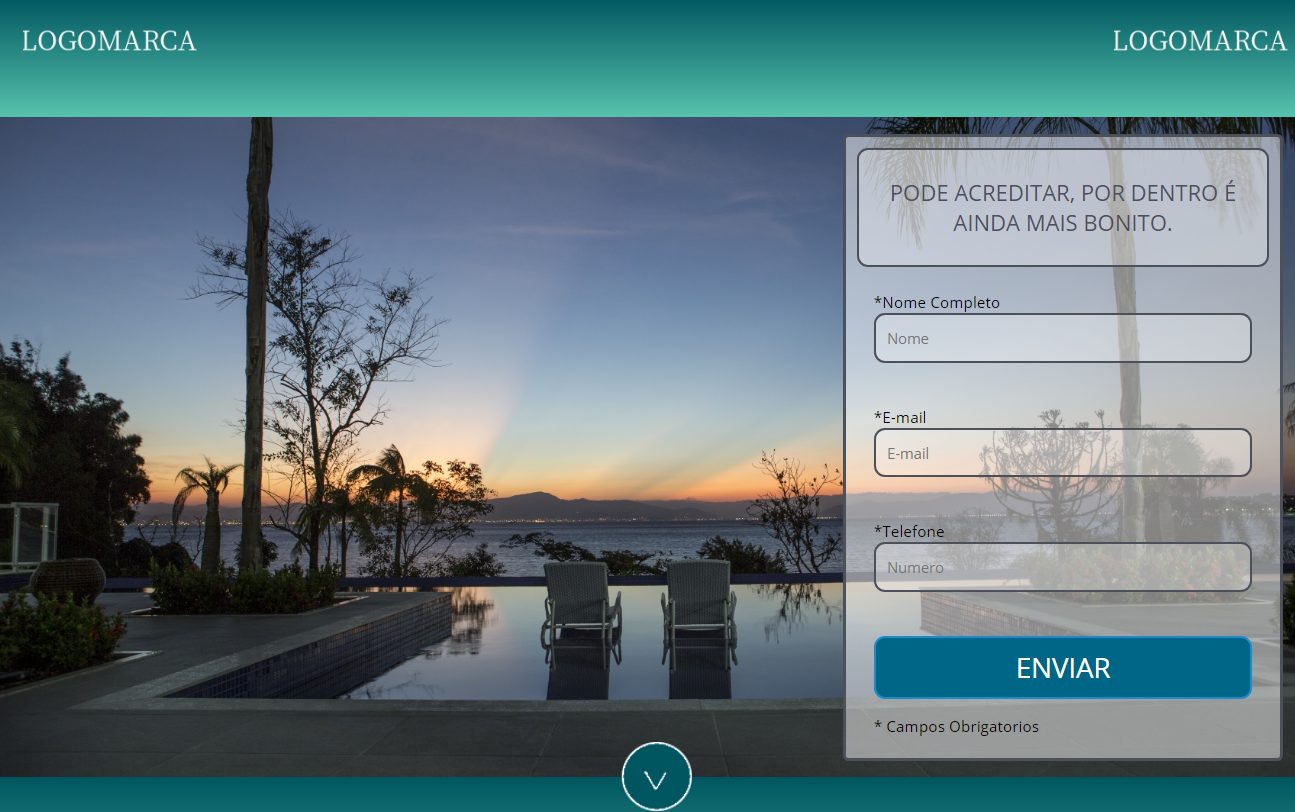 LOGOMARCA
LOGOMARCA
PODE ACREDITAR, POR DENTRO É
AINDA MAIS BONITO.
*Nome Completo
Nome
*E-mail
E-mail
*Telefone
Numero
ENVIAR
* Campos Obrigatorios